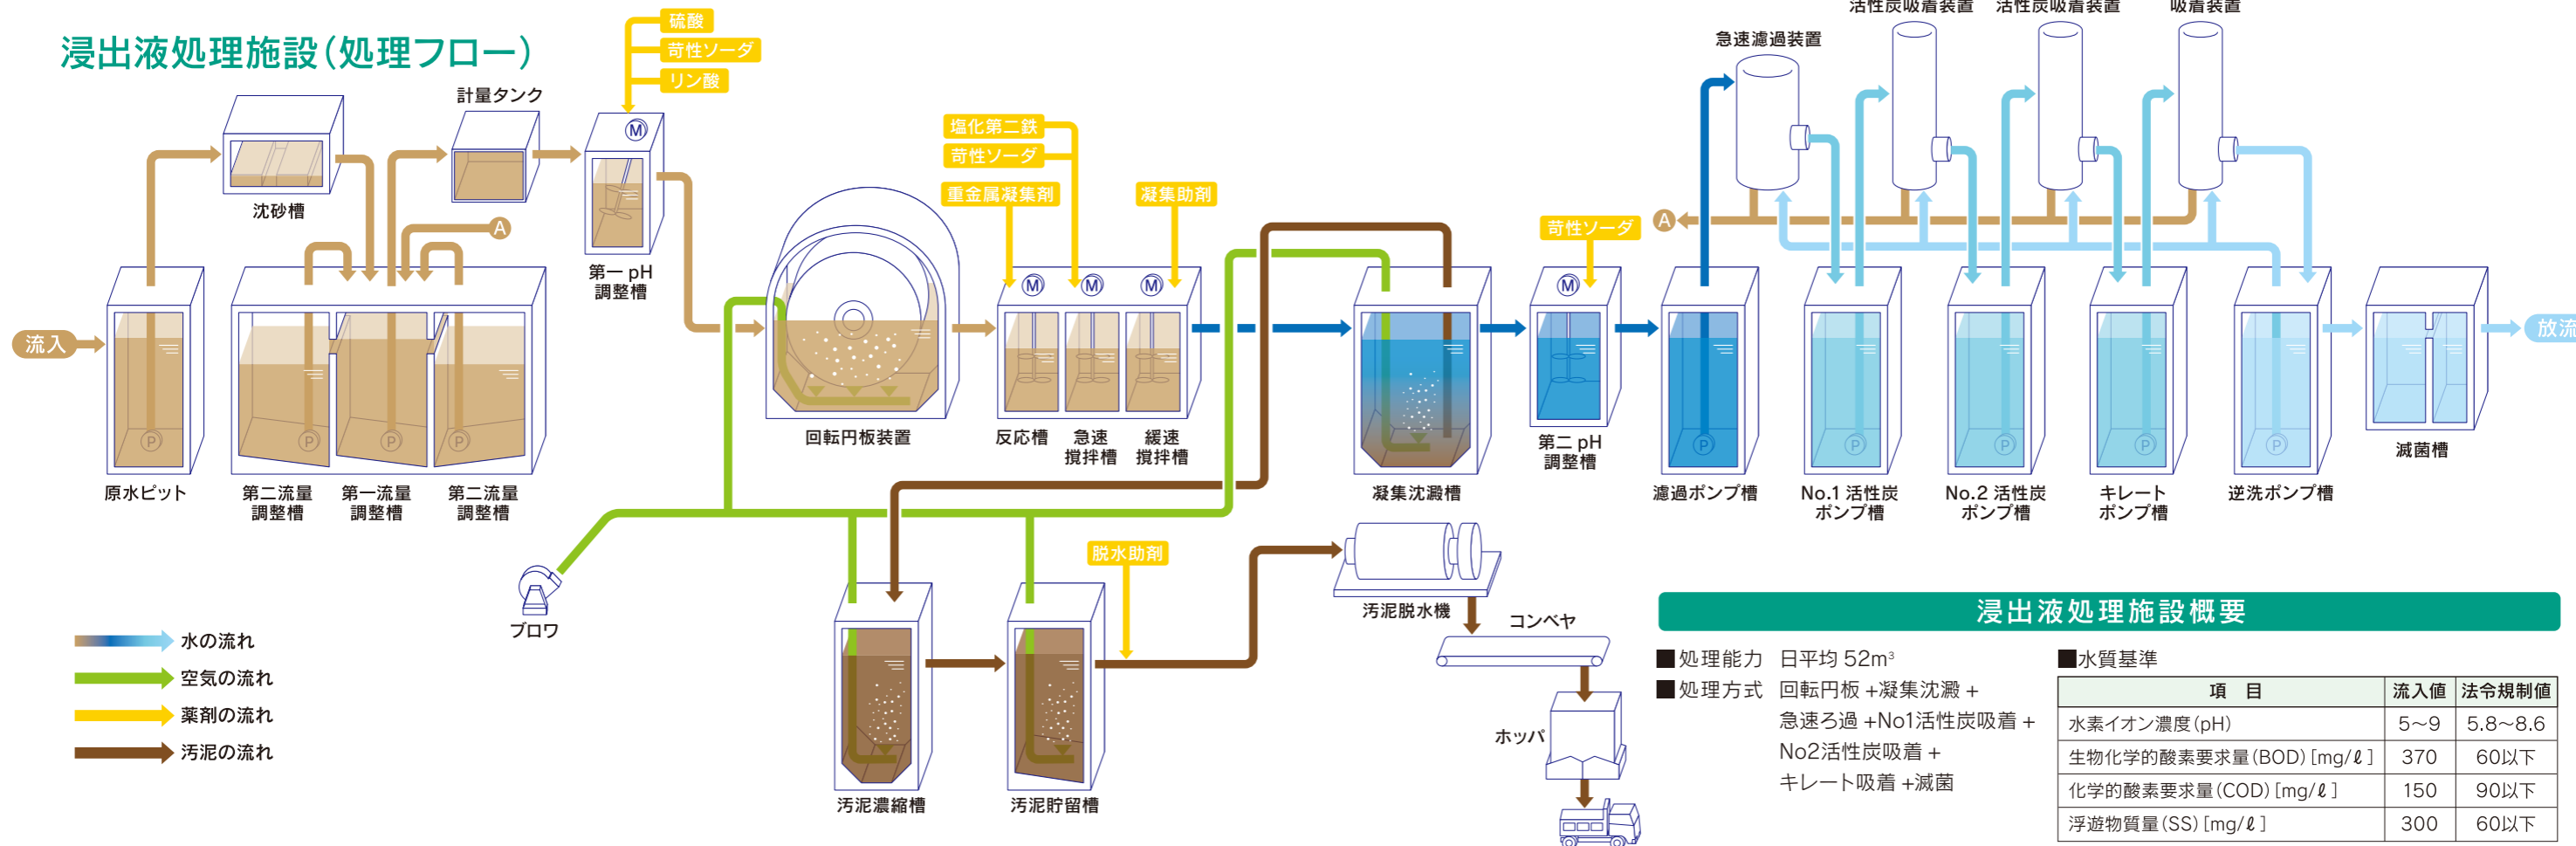 浸出液処理施設(処理フロー)
硫酸
苛性ソーダ
リン酸
計量タンク
沈砂槽
A
M
第一 pH
調整槽
流入
P
原水ピット
P
P
P
第二流量
調整槽
第一流量
調整槽
第二流量
調整槽
回転円板装置
塩化第二鉄
苛性ソーダ
重金属凝集剤
凝集助剤
M
M
M
反応槽
急速
撹拌槽
緩速
撹拌槽
凝集沈澱槽
苛性ソーダ
M
第二 pH
調整槽
急速濾過装置
活性炭吸着装置
活性炭吸着装置
吸着装置
A
P
濾過ポンプ槽
P
No.1 活性炭
ポンプ槽
P
No.2 活性炭
ポンプ槽
P
キレート
ポンプ槽
P
逆洗ポンプ槽
滅菌槽
放流
ブロワ
脱水助剤
汚泥濃縮槽
汚泥貯留槽
汚泥脱水機
コンベヤ
ホッパ
水の流れ
空気の流れ
薬剤の流れ
汚泥の流れ
浸出液処理施設概要
■処理能力 日平均 52m³
■処理方式 回転円板 +凝集沈澱 +
急速ろ過 +No1活性炭吸着 +
No2活性炭吸着 +
キレート吸着 +滅菌
■水質基準
項 目 流入値 法令規制値
水素イオン濃度(pH) 5〜9 5.8〜8.6
生物化学的酸素要求量(BOD)[mg/ℓ] 370 60以下
化学的酸素要求量(COD)[mg/ℓ] 150 90以下
浮遊物質量(SS)[mg/ℓ] 300 60以下